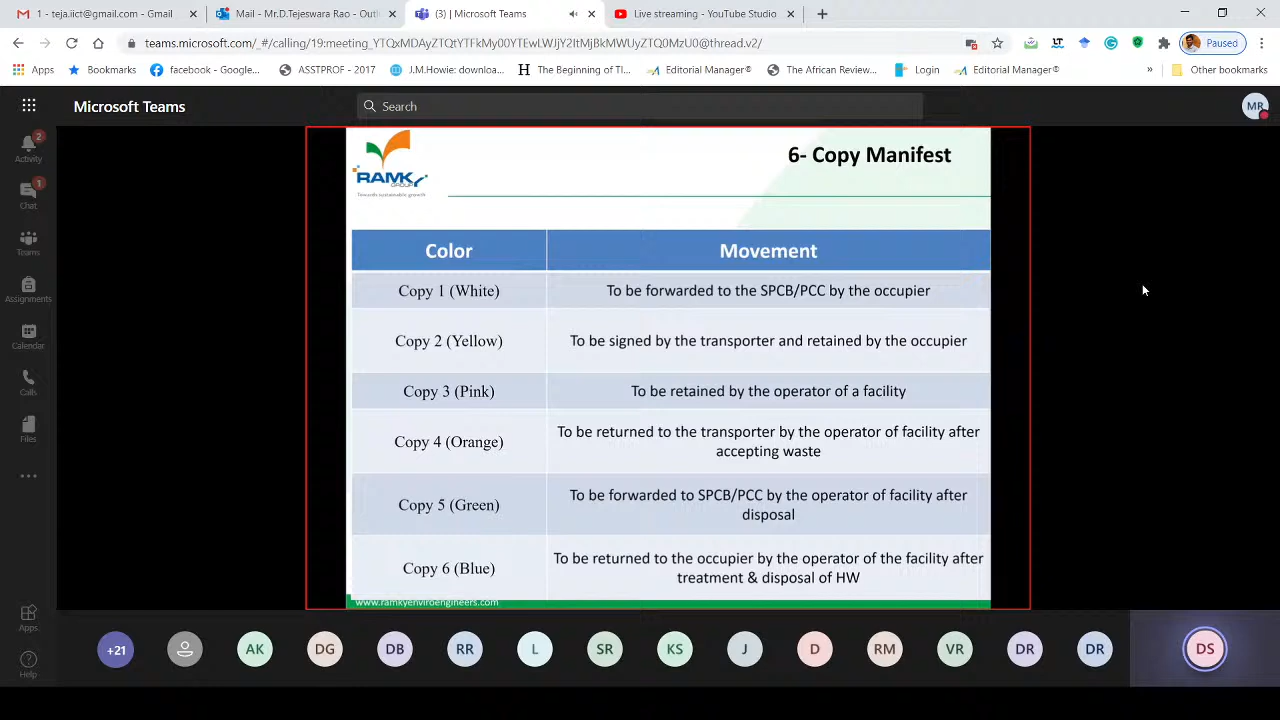 1 - teja.iict@gmail.com - Gmail
Mail - Mr.D.Tejeswara Rao - Outl
(3) | Microsoft Teams
Live streaming - YouTube Studio
Paused
Apps
Bookmarks
facebook - Google...
ASSTPROF - 2017
J.M.Howie: downloa...
The Beginning of TI...
Editorial Manager®
The African Review...
Login
Editorial Manager®
Other bookmarks
Microsoft Teams
Search
MR
Activity
2
Chat
1
Teams
Assignments
Calendar
Calls
Files
Apps
Help
RAMKY
GROUP
Towards sustainable growth
6- Copy Manifest
Color
Movement
Copy 1 (White)
To be forwarded to the SPCB/PCC by the occupier
Copy 2 (Yellow)
To be signed by the transporter and retained by the occupier
Copy 3 (Pink)
To be retained by the operator of a facility
Copy 4 (Orange)
To be returned to the transporter by the operator of facility after
accepting waste
Copy 5 (Green)
To be forwarded to SPCB/PCC by the operator of facility after
disposal
Copy 6 (Blue)
To be returned to the occupier by the operator of the facility after
treatment & disposal of HW
www.ramkyenviroengineers.com
+21
AK
DG
DB
RR
L
SR
KS
J
D
RM
VR
DR
DR
DS